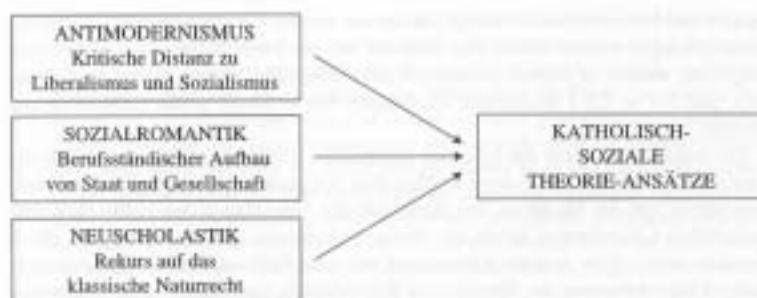 ANTIMODERNISMUS
Kritische Distanz zu
Liberalismus und Sozialismus
SOZIALROMANTIK
Berufsständischer Aufbau
von Staat und Gesellschaft
NEUSCHOLASTIK
Rekurs auf das
klassische Naturrecht
KATHOLISCH-
SOZIALE
THEORIE-ANSÄTZE